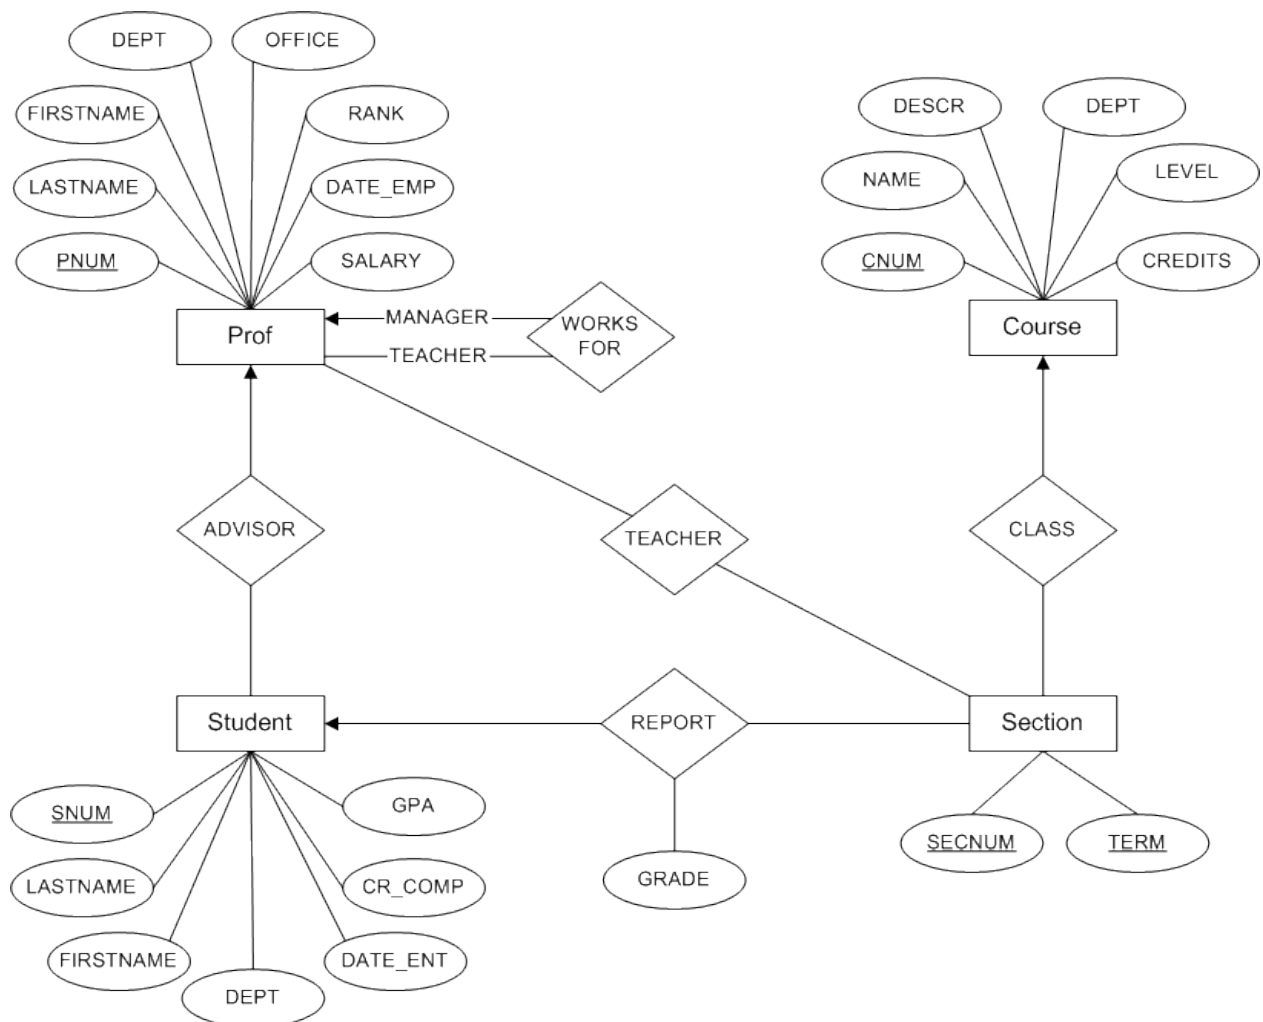 DEPT
OFFICE
FIRSTNAME
RANK
LASTNAME
DATE_EMP
PNUM
SALARY
Prof
MANAGER
TEACHER
WORKS
FOR
DESCR
DEPT
NAME
LEVEL
CNUM
CREDITS
Course
ADVISOR
TEACHER
CLASS
Student
REPORT
Section
SNUM
GPA
LASTNAME
CR_COMP
FIRSTNAME
DATE_ENT
DEPT
GRADE
SECNUM
TERM